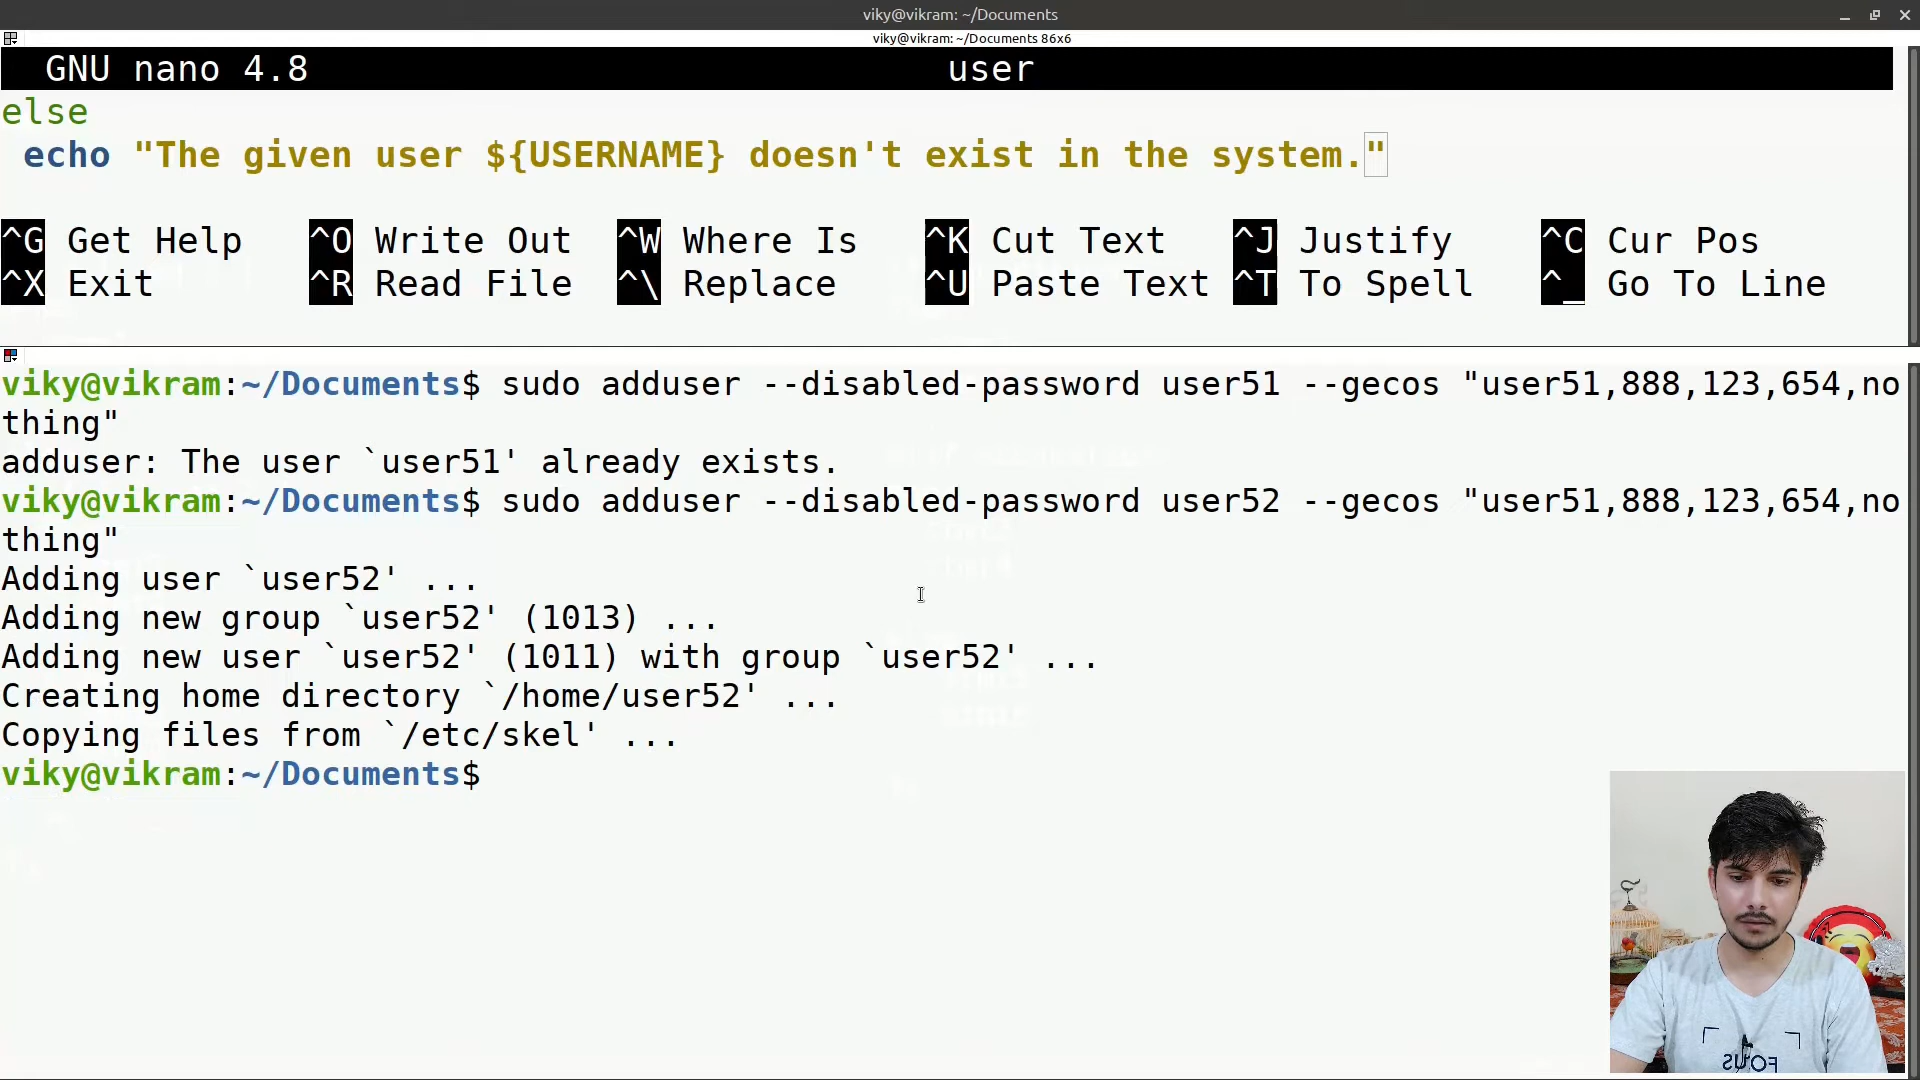 viky@vikram: ~/Documents
viky@vikram: ~/Documents 86x6
GNU nano 4.8 user
else
echo "The given user ${USERNAME} doesn't exist in the system."
^G Get Help ^O Write Out ^W Where Is ^K Cut Text ^J Justify ^C Cur Pos
^X Exit ^R Read File ^\ Replace ^U Paste Text ^T To Spell ^_ Go To Line
viky@vikram:~/Documents$ sudo adduser --disabled-password user51 --gecos "user51,888,123,654,no
thing"
adduser: The user `user51' already exists.
viky@vikram:~/Documents$ sudo adduser --disabled-password user52 --gecos "user51,888,123,654,no
thing"
Adding user `user52' ...
Adding new group `user52' (1013) ...
Adding new user `user52' (1011) with group `user52' ...
Creating home directory `/home/user52' ...
Copying files from `/etc/skel' ...
viky@vikram:~/Documents$